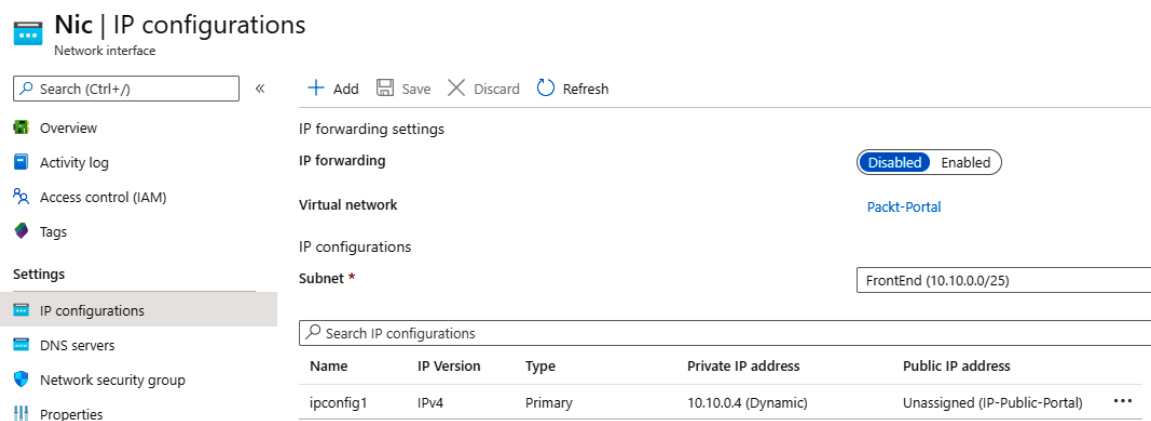 Nic | IP configurations
Network interface
Search (Ctrl+/)
«
Add Save Discard Refresh
Overview
Activity log
Access control (IAM)
Tags
Settings
IP configurations
DNS servers
Network security group
Properties
IP forwarding settings
IP forwarding Disabled Enabled
Virtual network Packt-Portal
IP configurations
Subnet * FrontEnd (10.10.0.0/25)
Search IP configurations
Name IP Version Type Private IP address Public IP address
ipconfig1 IPv4 Primary 10.10.0.4 (Dynamic) Unassigned (IP-Public-Portal) ...